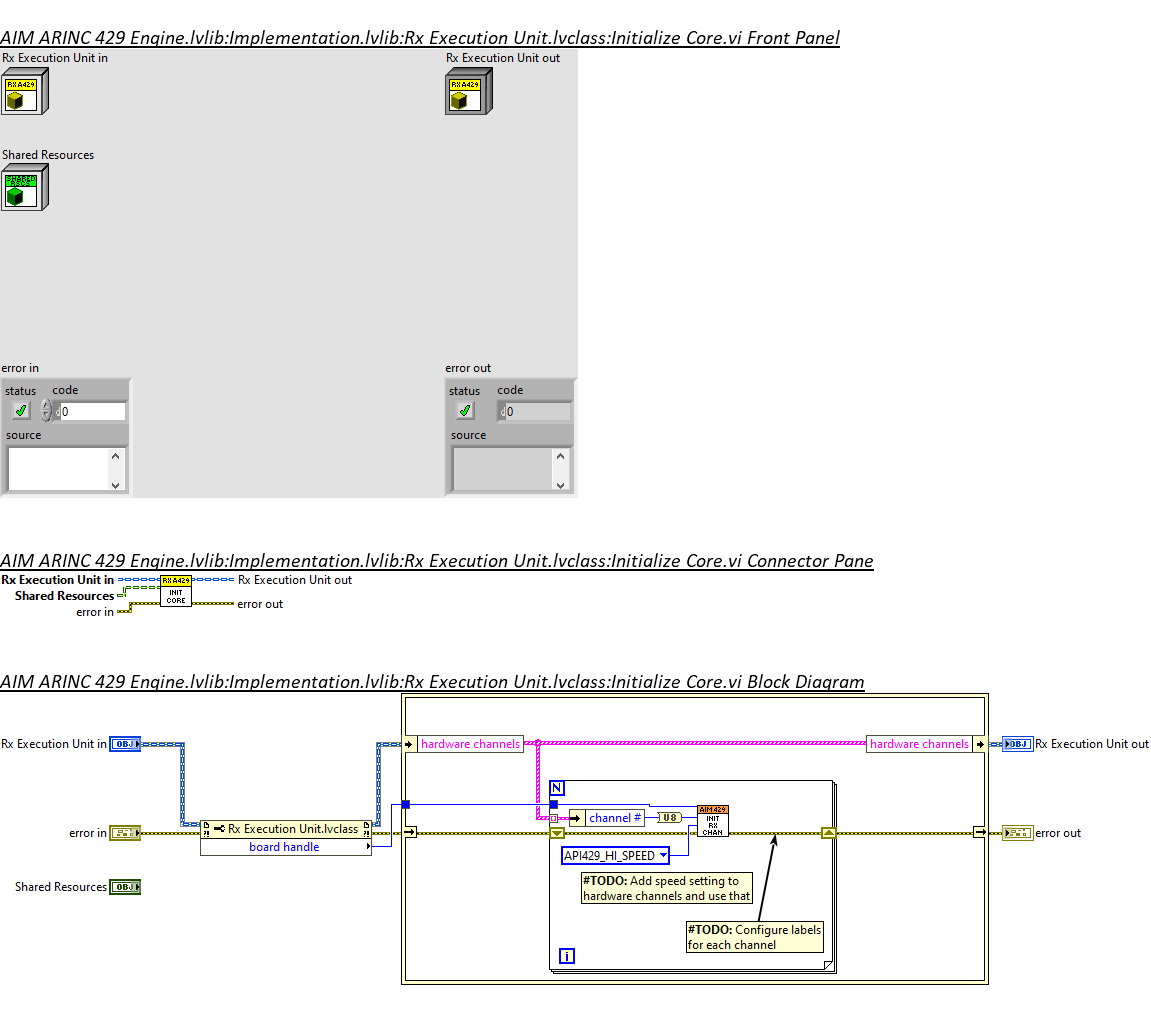 AIM ARINC 429 Engine.lvlib:Implementation.lvlib:Rx Execution Unit.lvclass:Initialize Core.vi Front Panel
Rx Execution Unit in
Rx Execution Unit out
RX A429
RX A429
Shared Resources
SHARED
error in
error out
status code
status code
d 0
d 0
source
source
AIM ARINC 429 Engine.lvlib:Implementation.lvlib:Rx Execution Unit.lvclass:Initialize Core.vi Connector Pane
Rx Execution Unit in
RX A429
Rx Execution Unit out
Shared Resources
INIT
CORE
error in
error out
AIM ARINC 429 Engine.lvlib:Implementation.lvlib:Rx Execution Unit.lvclass:Initialize Core.vi Block Diagram
Rx Execution Unit in
OBJ
hardware channels
hardware channels
OBJ
Rx Execution Unit out
N
AIM 429
INIT
RX
CHAN
channel #
U8
error in
Rx Execution Unit.lvclass
board handle
error out
API429_HI_SPEED
Shared Resources
OBJ
#TODO: Add speed setting to
hardware channels and use that
#TODO: Configure labels
for each channel
i